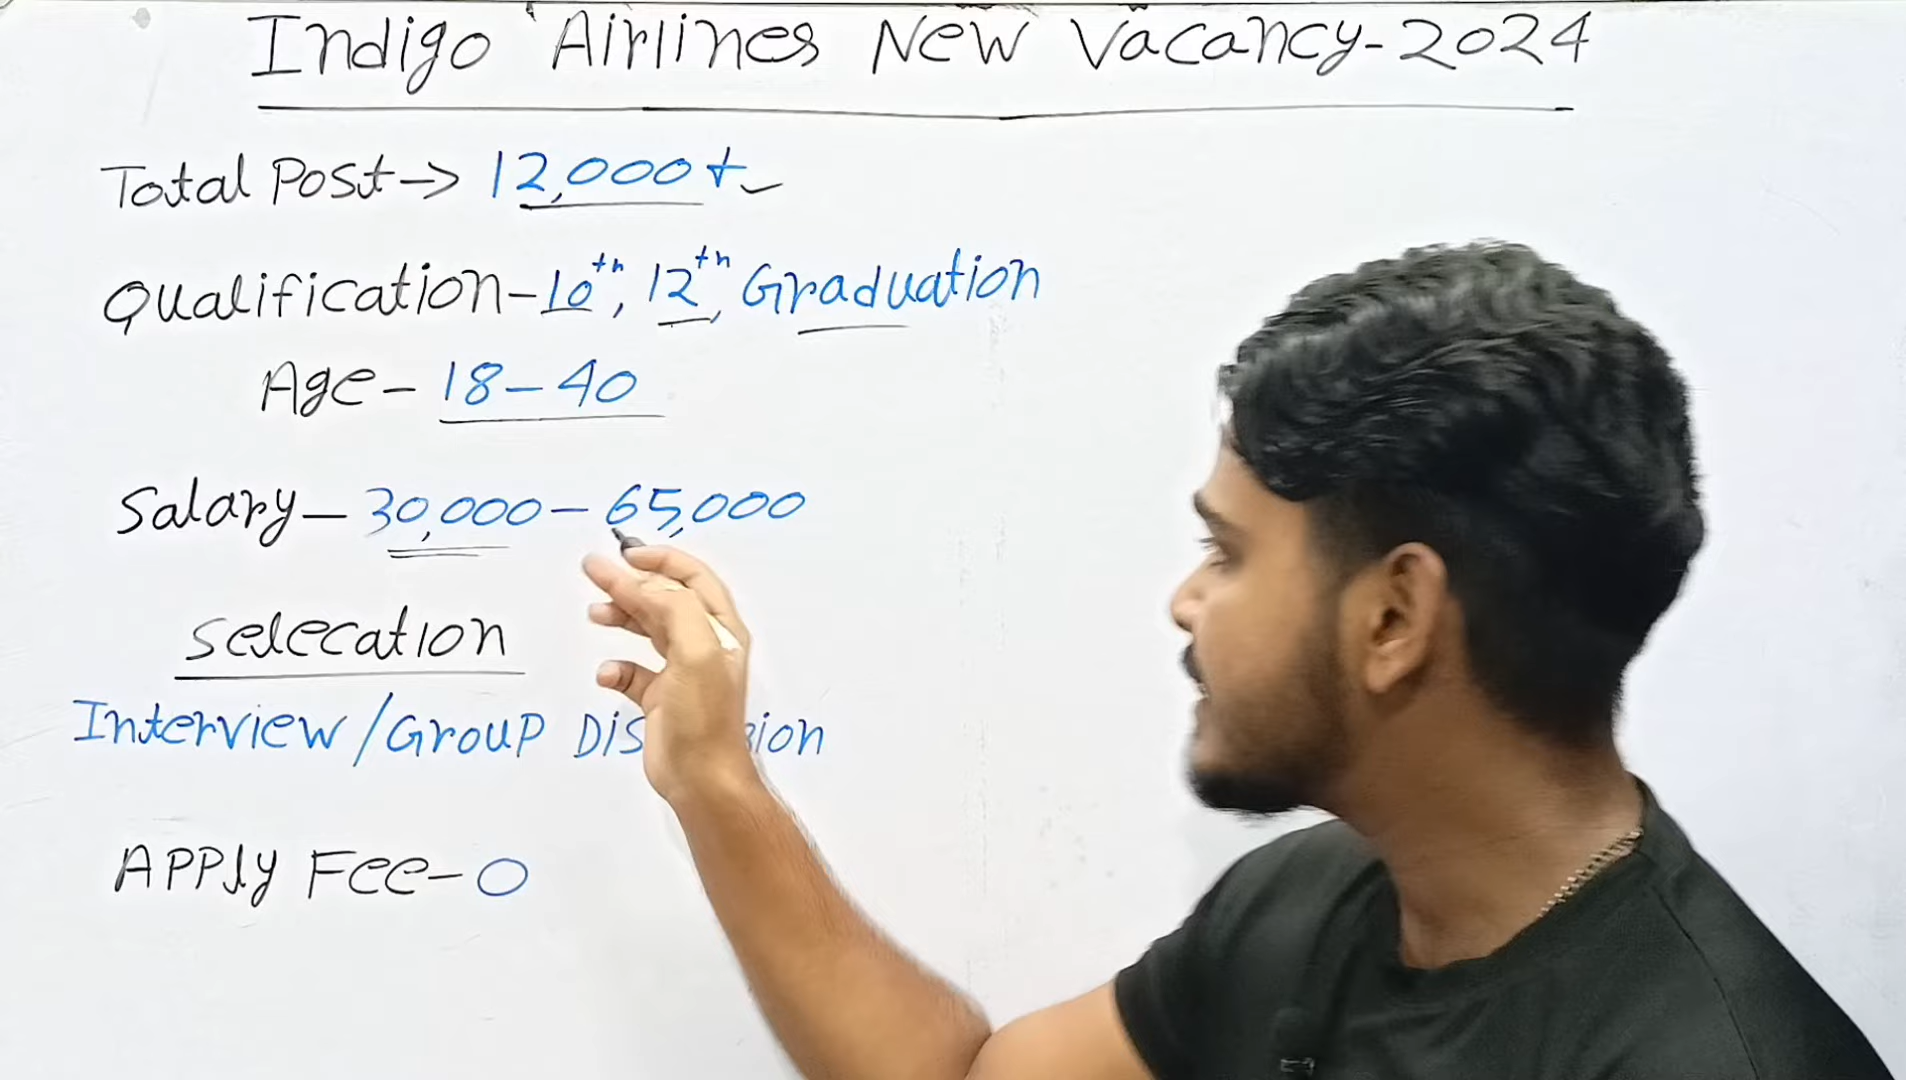 Indigo Airlines New Vacancy-2024
Total Post→ 12,000+
Qualification-10th, 12th, Graduation
Age-18-40
Salary-30,000-65,000
selecation
Interview/Group
Apply Fee-0